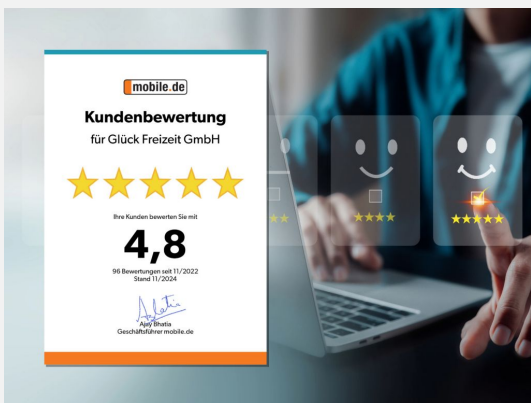 mobile.de
Kundenbewertung
für Glück Freizeit GmbH
Ihre Kunden bewerten Sie mit
4,8
96 Bewertungen seit 11/2022
Stand 11/2024
Ajay Bhatia
Geschäftsführer mobile.de